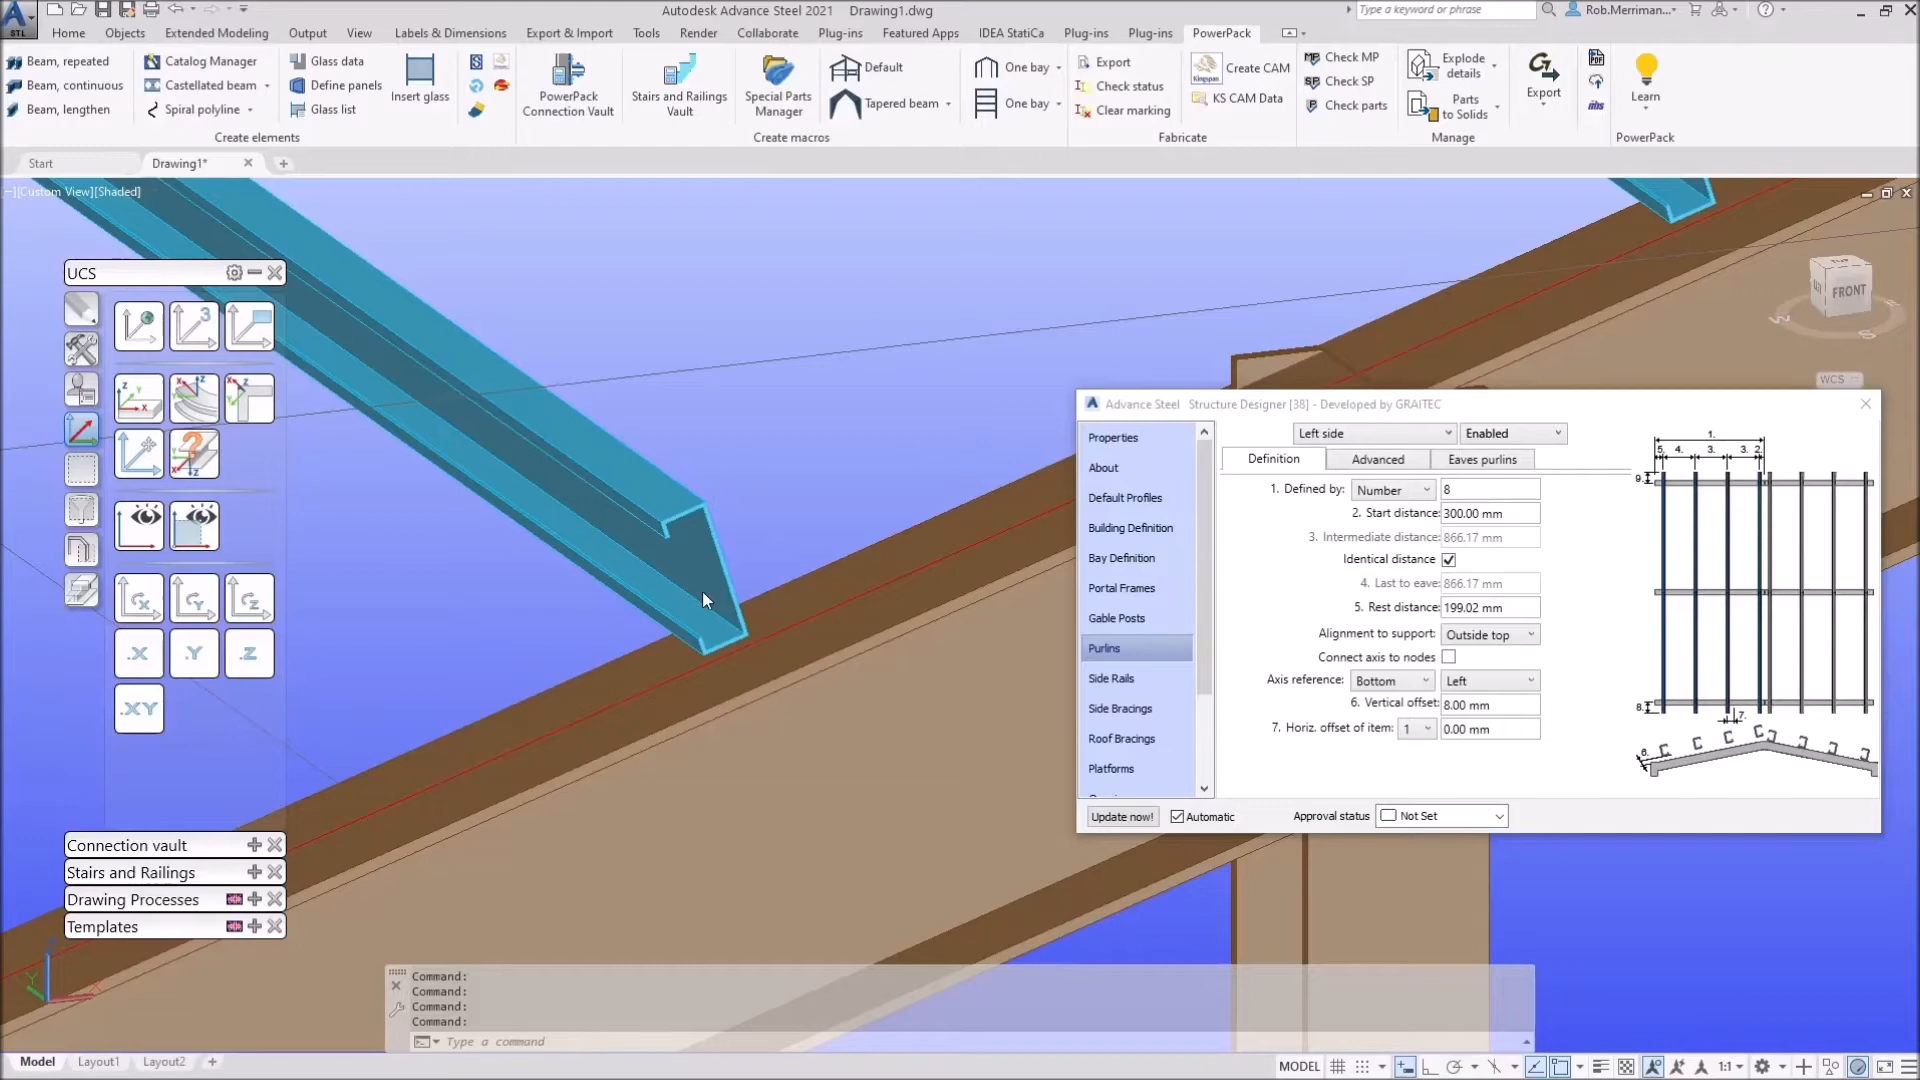 Autodesk Advance Steel 2021 Drawing1.dwg
Type a keyword or phrase
Rob.Merriman...
STL
Home Objects Extended Modeling Output View Labels & Dimensions Export & Import Tools Render Collaborate Plug-ins Featured Apps IDEA StatiCa Plug-ins Plug-ins PowerPack
Beam, repeated
Beam, continuous
Beam, lengthen
Catalog Manager
Castellated beam
Spiral polyline
Glass data
Define panels
Glass list
Insert glass
Create elements
PowerPack
Connection Vault
Stairs and Railings
Vault
Special Parts
Manager
Default
Tapered beam
One bay
One bay
Create macros
Export
Check status
Clear marking
Kingspan
Create CAM
KS CAM Data
Fabricate
Check MP
Check SP
Check parts
Explode
details
Parts
to Solids
Export
Manage
Learn
PowerPack
Start
Drawing1*
[Custom View][Shaded]
FRONT
WCS
UCS
Connection vault
Stairs and Railings
Drawing Processes
Templates
Advance Steel Structure Designer [38] - Developed by GRAITEC
Properties
About
Default Profiles
Building Definition
Bay Definition
Portal Frames
Gable Posts
Purlins
Side Rails
Side Bracings
Roof Bracings
Platforms
Left side Enabled
Definition Advanced Eaves purlins
1. Defined by: Number 8
2. Start distance: 300.00 mm
3. Intermediate distance: 866.17 mm
Identical distance
4. Last to eave: 866.17 mm
5. Rest distance: 199.02 mm
Alignment to support: Outside top
Connect axis to nodes
Axis reference: Bottom Left
6. Vertical offset: 8.00 mm
7. Horiz. offset of item: 1 0.00 mm
1.
5. 4. 3. 3. 2.
9.
8.
7.
6.
Update now! Automatic Approval status Not Set
Command:
Command:
Command:
Command:
Type a command
Model Layout1 Layout2
MODEL
1:1